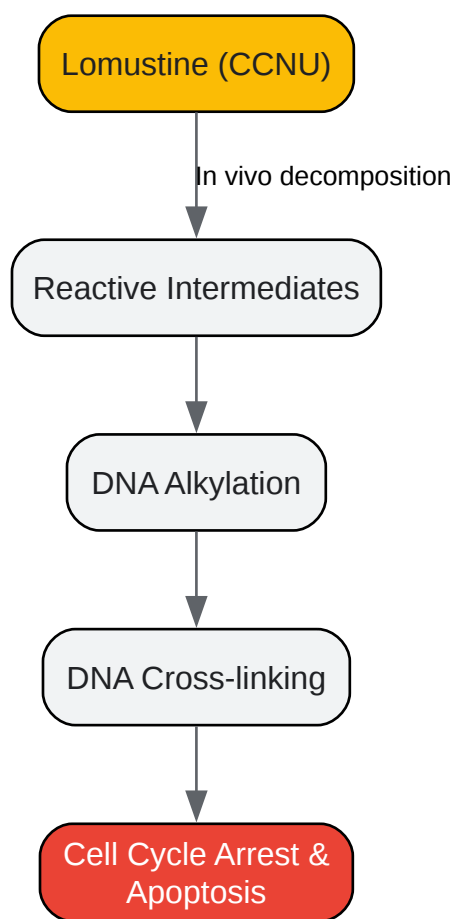 Lomustine (CCNU)
In vivo decomposition
Reactive Intermediates
DNA Alkylation
DNA Cross-linking
Cell Cycle Arrest &
Apoptosis